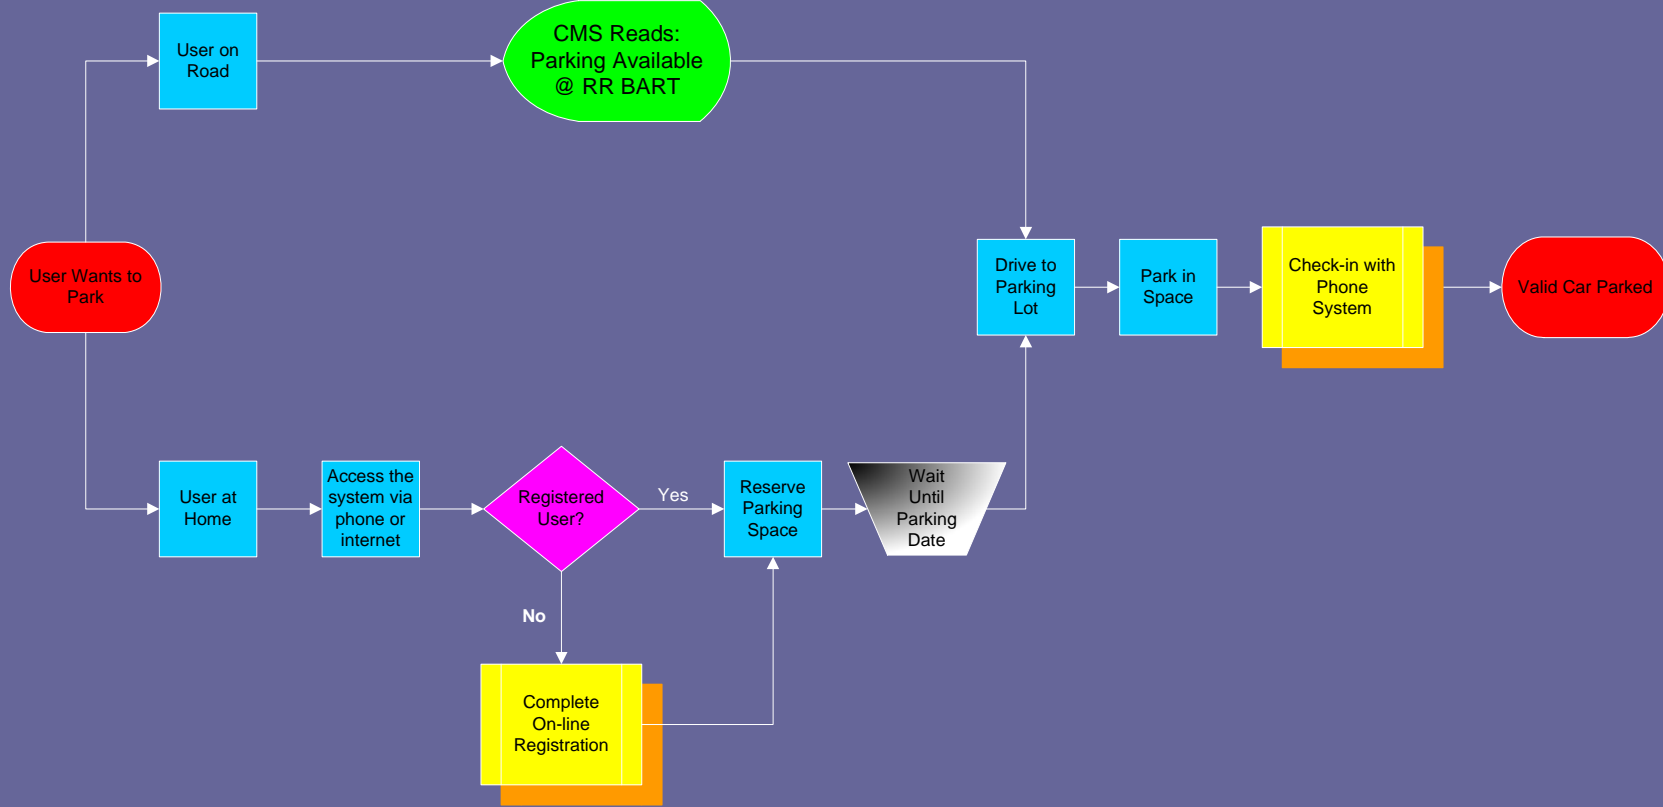 User on
Road
CMS Reads:
Parking Available
@ RR BART
User Wants to
Park
Drive to
Parking
Lot
Park in
Space
Check-in with
Phone
System
Valid Car Parked
User at
Home
Access the
system via
phone or
internet
Registered
User?
Yes
Reserve
Parking
Space
Wait
Until
Parking
Date
No
Complete
On-line
Registration